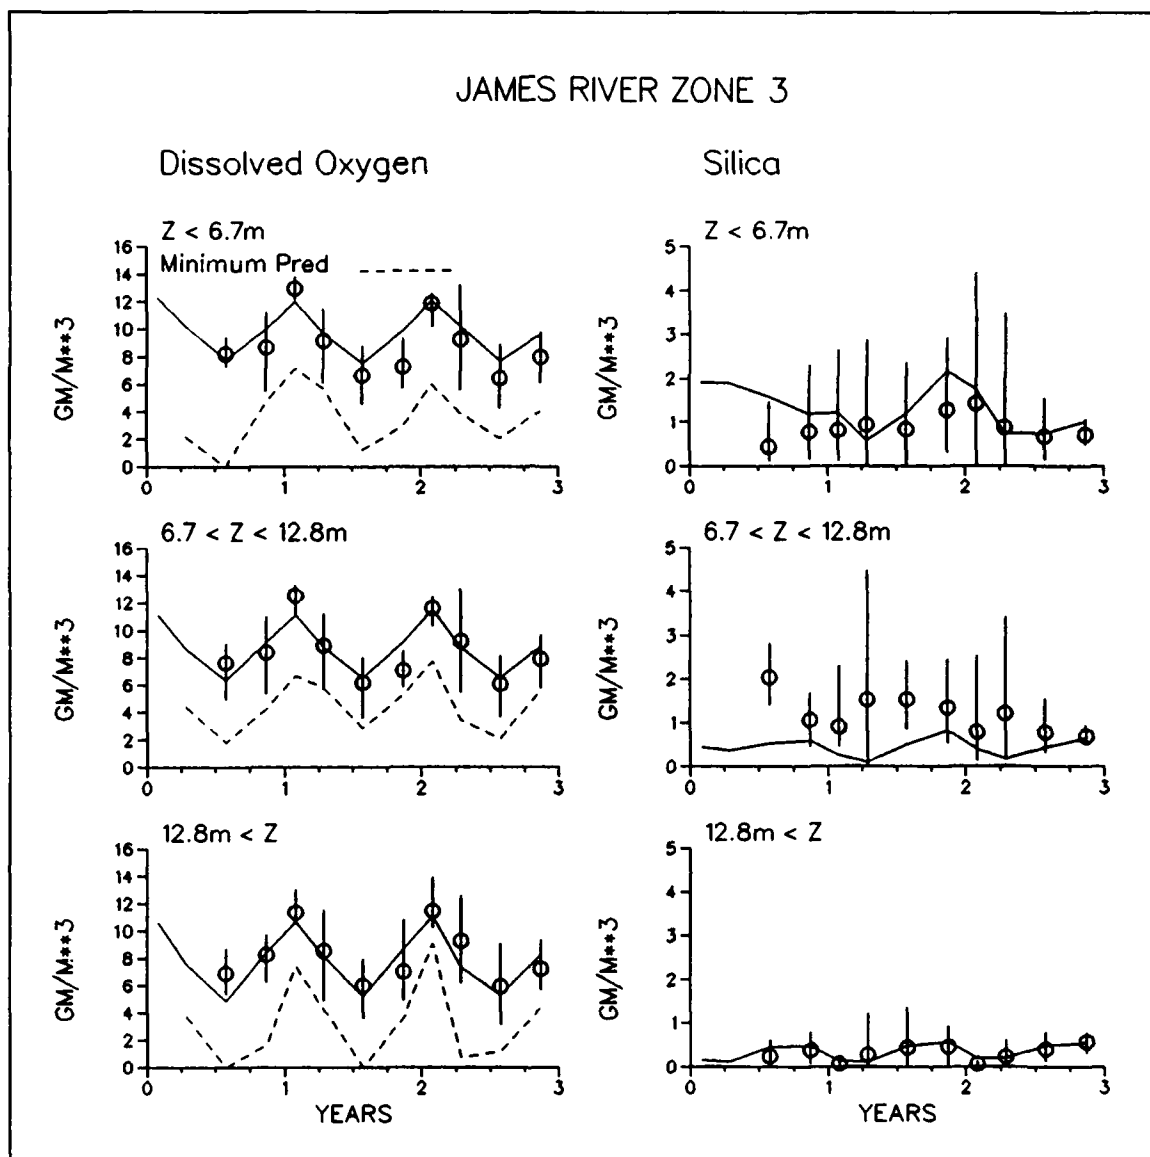 JAMES RIVER ZONE 3
Dissolved Oxygen
Z < 6.7m
Minimum Pred
16
14
12
10
8
6
4
2
0
GM/M**3
0 1 2 3
6.7 < Z < 12.8m
16
14
12
10
8
6
4
2
0
GM/M**3
0 1 2 3
12.8m < Z
16
14
12
10
8
6
4
2
0
GM/M**3
0 1 2 3
YEARS
Silica
Z < 6.7m
5
4
3
2
1
0
GM/M**3
0 1 2 3
6.7 < Z < 12.8m
5
4
3
2
1
0
GM/M**3
0 1 2 3
12.8m < Z
5
4
3
2
1
0
GM/M**3
0 1 2 3
YEARS